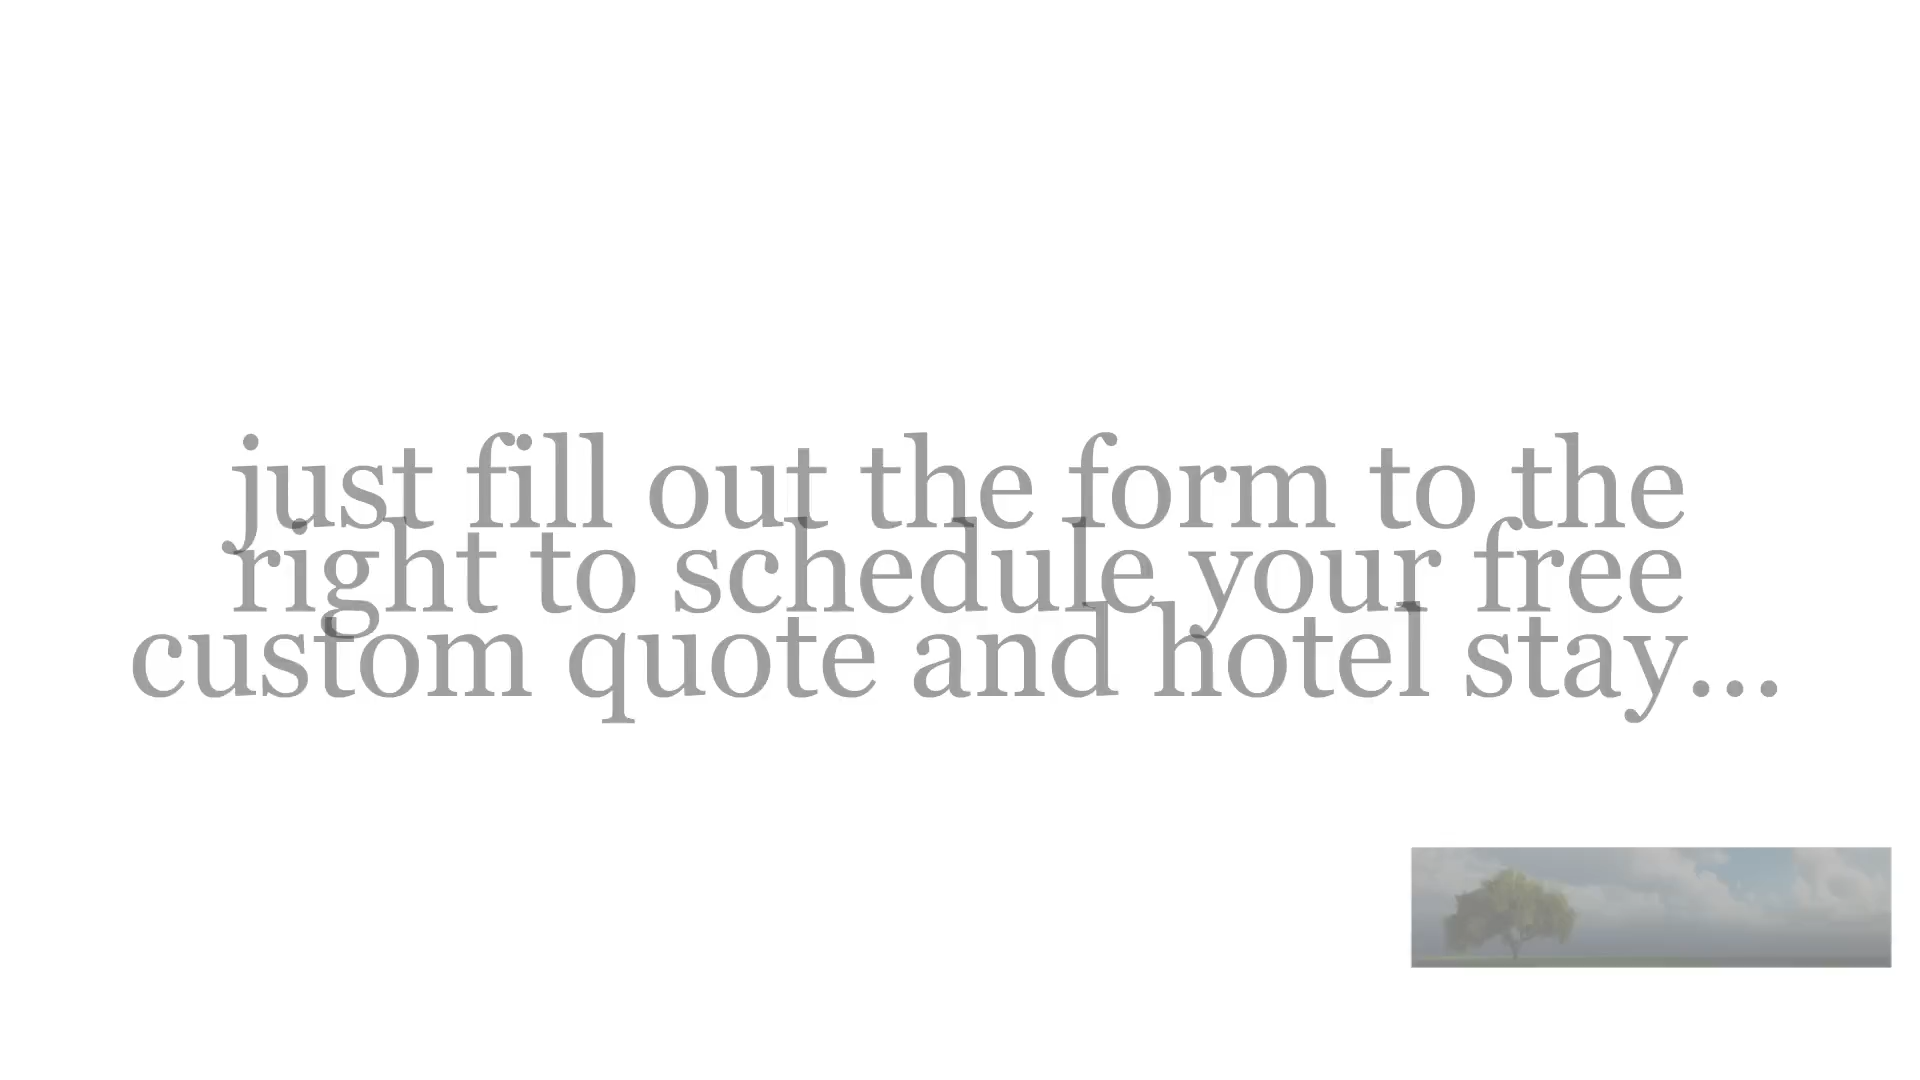 just fill out the form to the
right to schedule your free
custom quote and hotel stay...